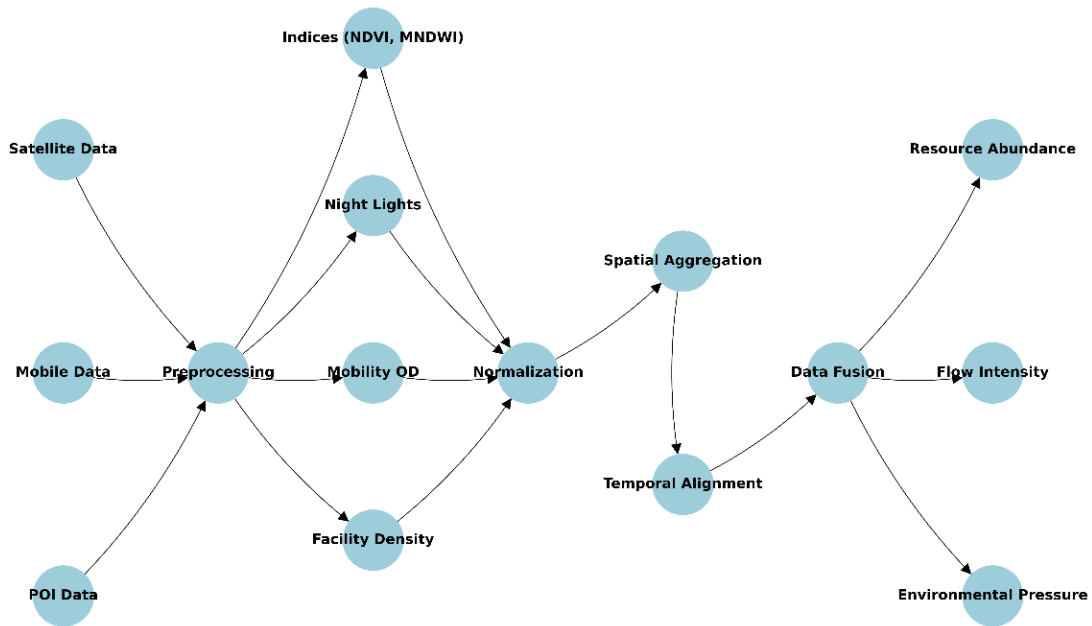 Indices (NDVI, MNDWI)
Satellite Data
Resource Abundance
Night Lights
Spatial Aggregation
Mobile Data
Preprocessing
Mobility OD
Normalization
Data Fusion
Flow Intensity
Temporal Alignment
Facility Density
POI Data
Environmental Pressure